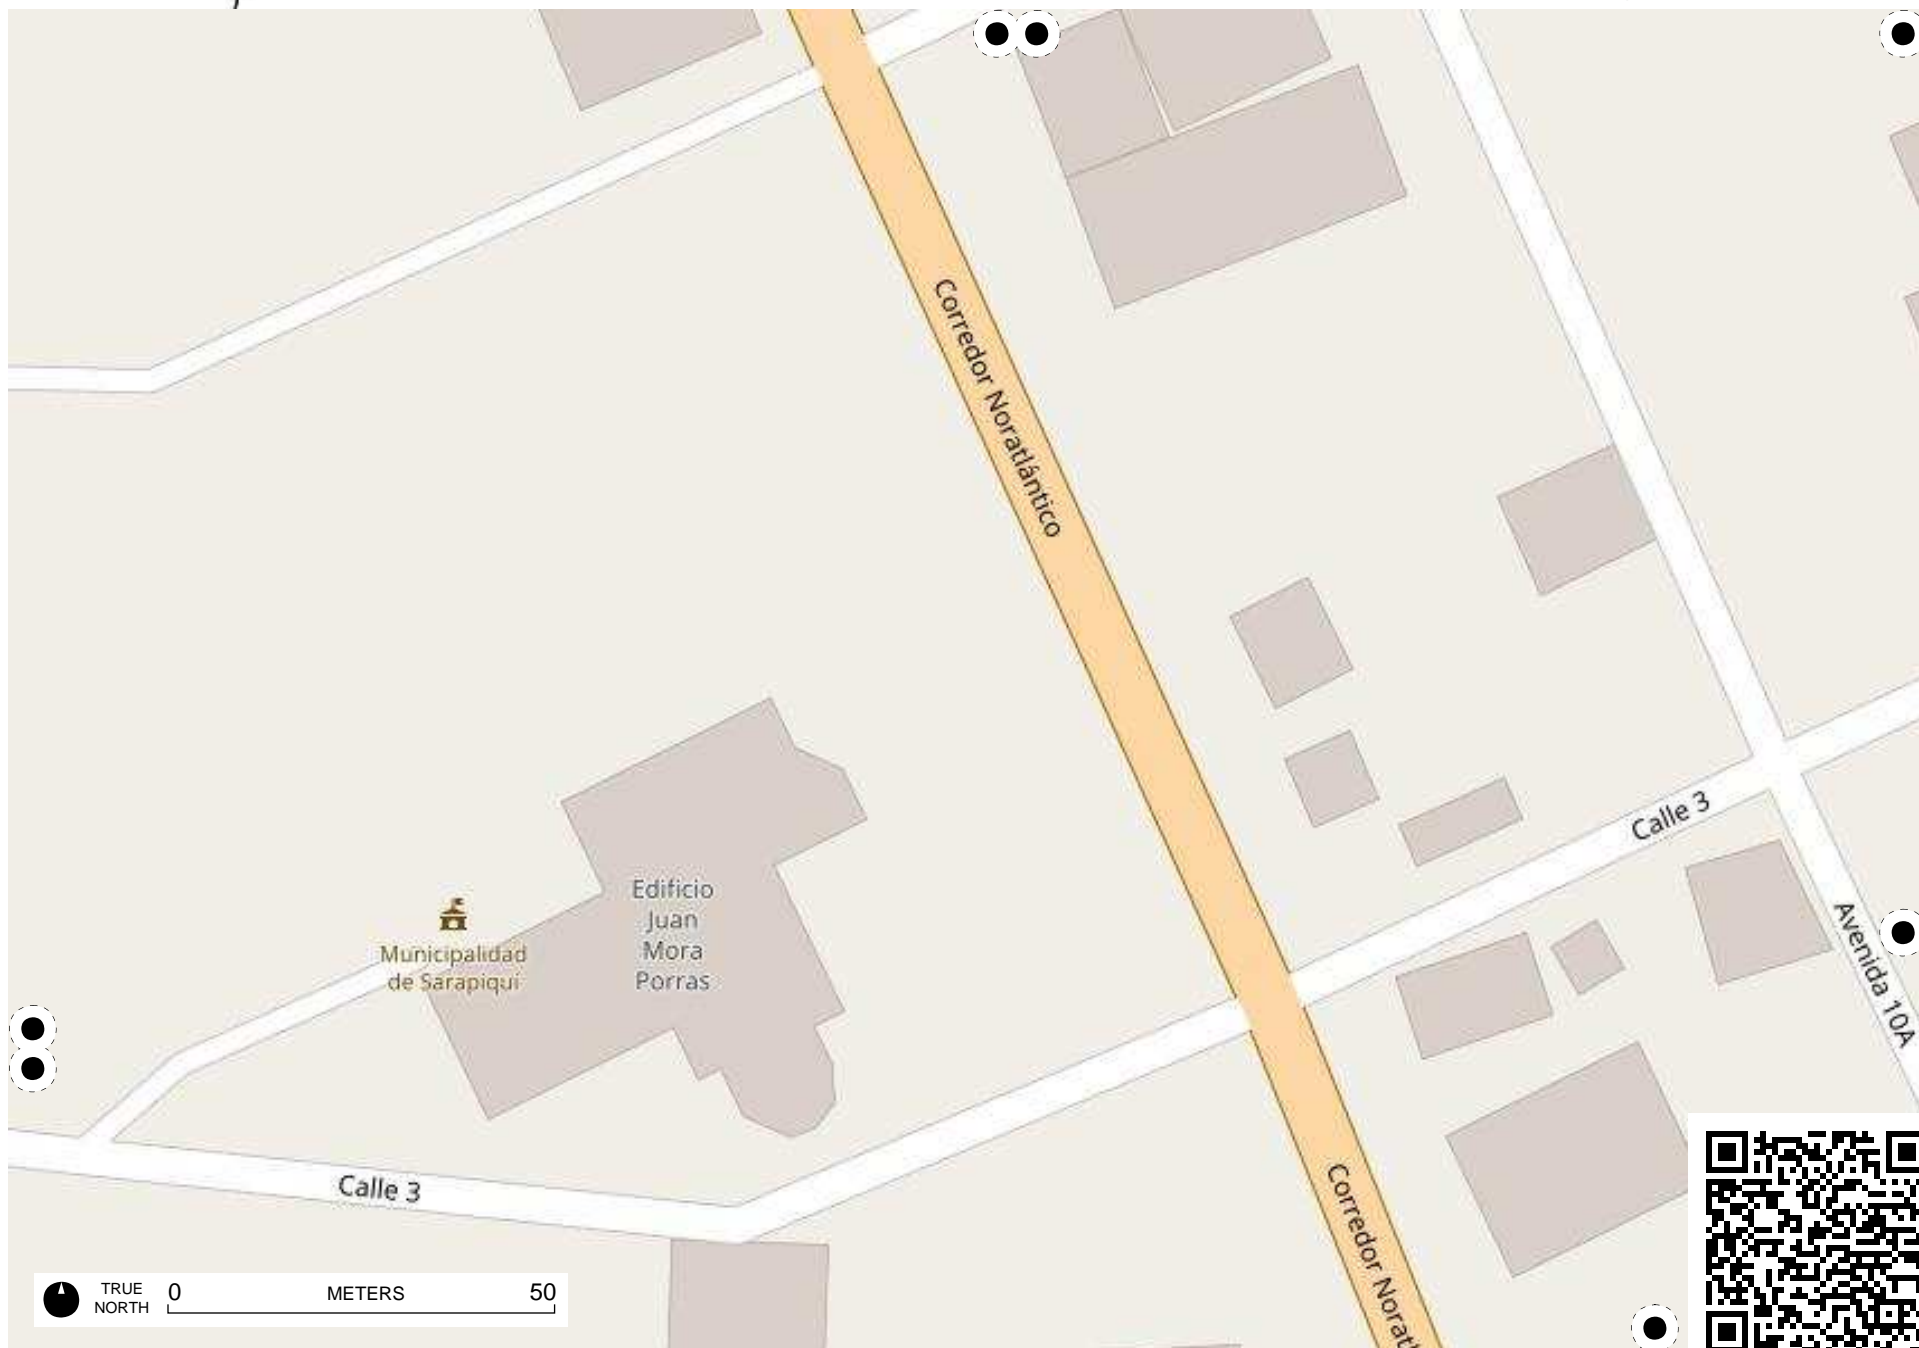 Corredor Noratlántico
Calle 3
Edificio
Juan
Mora
Porras
Municipalidad
de Sarapiquí
Avenida 10A
Calle 3
Corredor Noratl
TRUE
NORTH
0 METERS 50